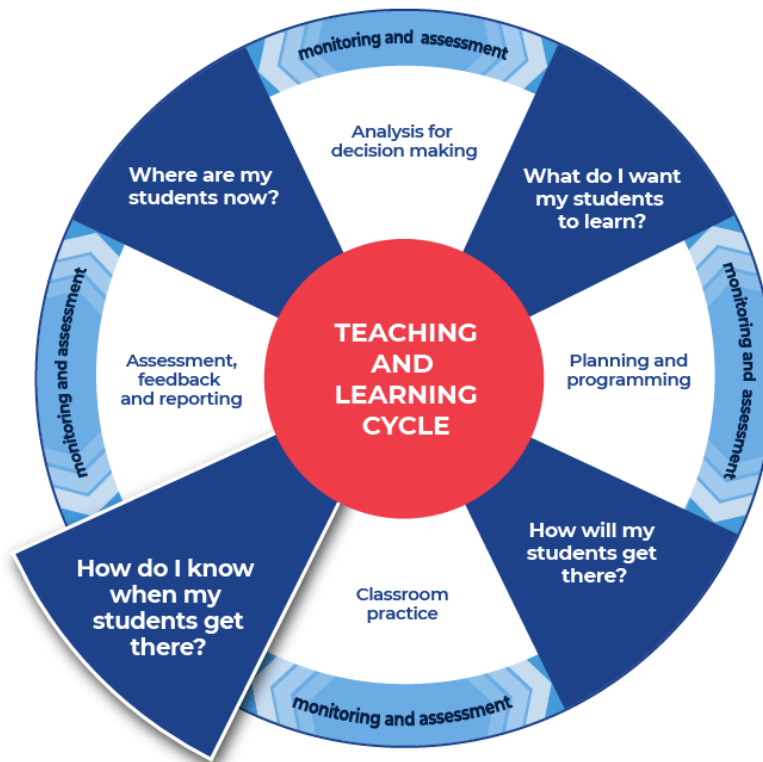 monitoring and assessment
Analysis for
decision making
Where are my
students now?
What do I want
my students
to learn?
monitoring and assessment
TEACHING
AND
LEARNING
CYCLE
Assessment,
feedback
and reporting
Planning and
programming
monitoring and assessment
How will my
students get
there?
How do I know
when my
students get
there?
Classroom
practice
monitoring and assessment